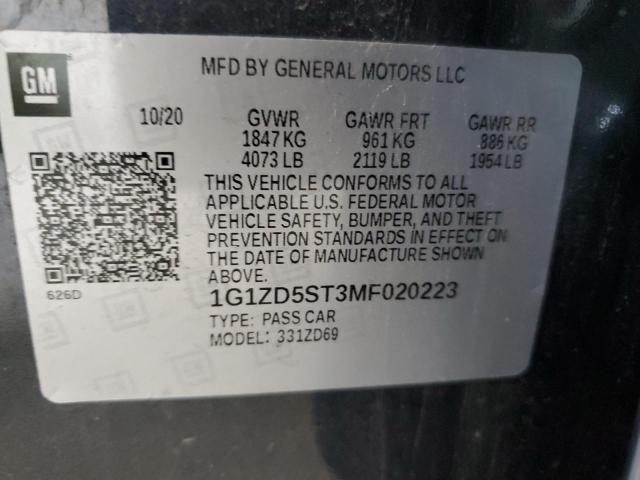 GM
MFD BY GENERAL MOTORS LLC
10/20 GVWR GAWR FRT GAWR RR
1847 KG 961 KG 886 KG
4073 LB 2119 LB 1954 LB
THIS VEHICLE CONFORMS TO ALL
APPLICABLE U.S. FEDERAL MOTOR
VEHICLE SAFETY, BUMPER, AND THEFT
PREVENTION STANDARDS IN EFFECT ON
THE DATE OF MANUFACTURE SHOWN
ABOVE.
626D
1G1ZD5ST3MF020223
TYPE: PASS CAR
MODEL: 331ZD69